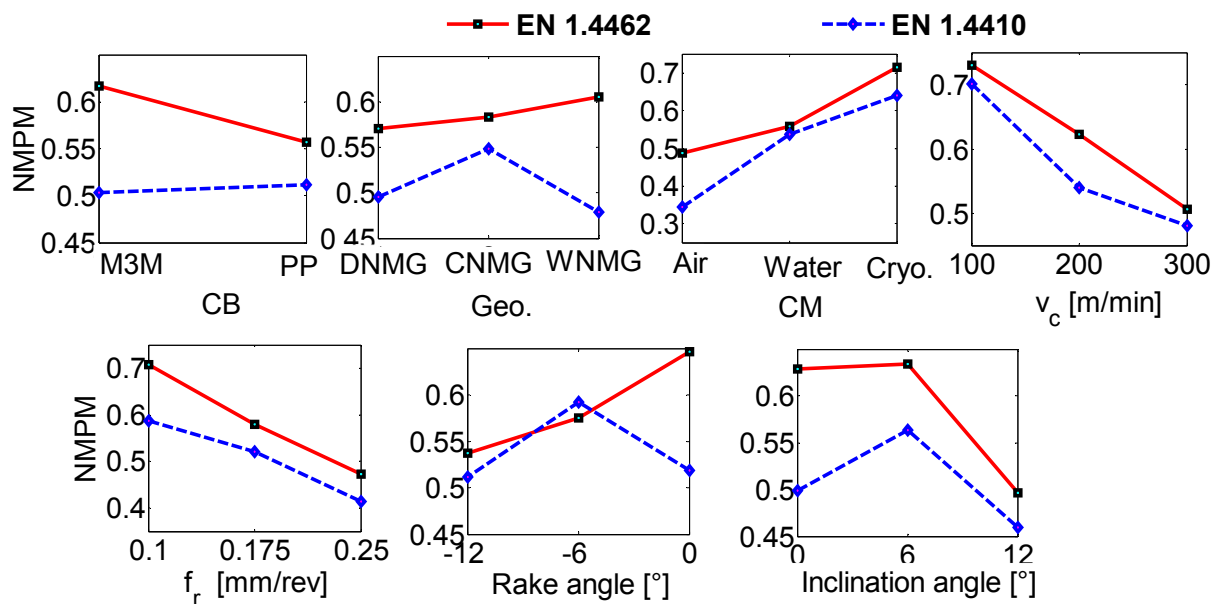 EN 1.4462 EN 1.4410
NMPM
0.6
0.55
0.5
0.45
M3M PP
CB
0.6
0.55
0.5
0.45
DNMG CNMG WNMG
Geo.
0.7
0.6
0.5
0.4
0.3
Air Water Cryo.
CM
0.7
0.6
0.5
100 200 300
v_c [m/min]
NMPM
0.7
0.6
0.5
0.4
0.1 0.175 0.25
f_r [mm/rev]
0.6
0.55
0.5
0.45
-12 -6 0
Rake angle [°]
0.6
0.55
0.5
0.45
0 6 12
Inclination angle [°]